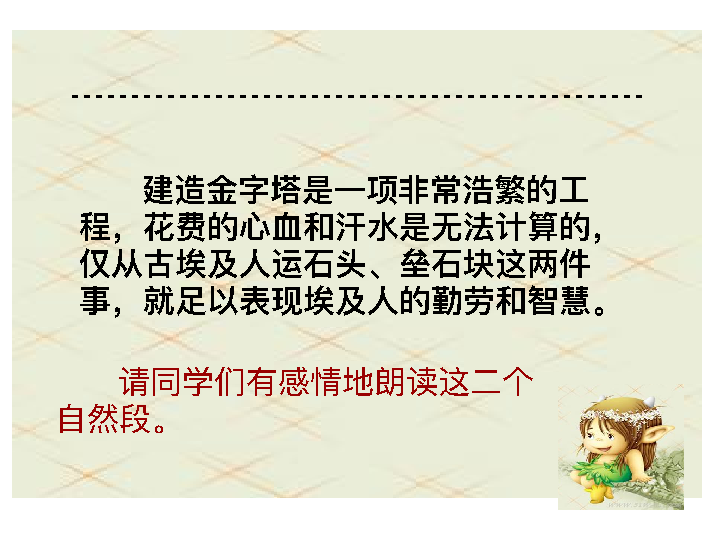 建造金字塔是一项非常浩繁的工
程，花费的心血和汗水是无法计算的，
仅从古埃及人运石头、垒石块这两件
事，就足以表现埃及人的勤劳和智慧。
请同学们有感情地朗读这二个
自然段。